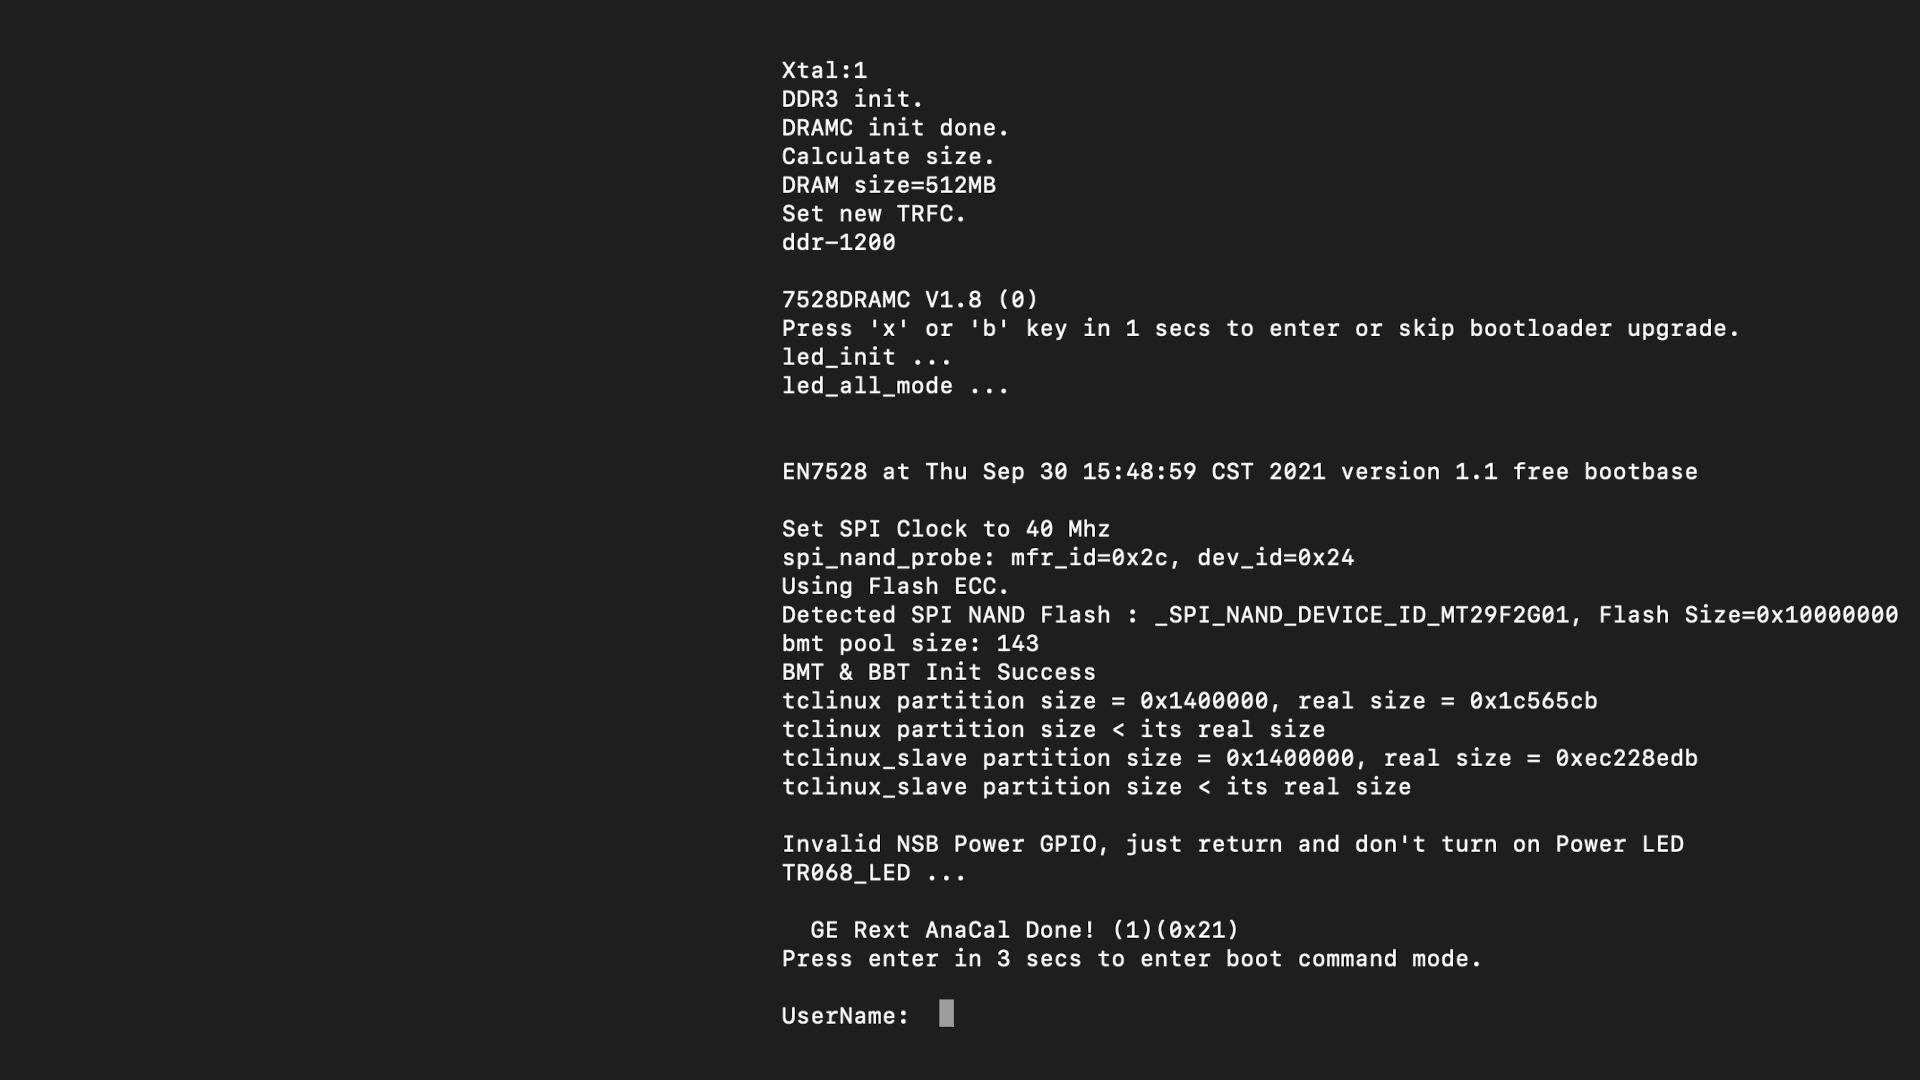 Xtal:1
DDR3 init.
DRAMC init done.
Calculate size.
DRAM size=512MB
Set new TRFC.
ddr-1200
7528DRAMC V1.8 (0)
Press 'x' or 'b' key in 1 secs to enter or skip bootloader upgrade.
led_init ...
led_all_mode ...
EN7528 at Thu Sep 30 15:48:59 CST 2021 version 1.1 free bootbase
Set SPI Clock to 40 Mhz
spi_nand_probe: mfr_id=0x2c, dev_id=0x24
Using Flash ECC.
Detected SPI NAND Flash : _SPI_NAND_DEVICE_ID_MT29F2G01, Flash Size=0x10000000
bmt pool size: 143
BMT & BBT Init Success
tclinux partition size = 0x1400000, real size = 0x1c565cb
tclinux partition size < its real size
tclinux_slave partition size = 0x1400000, real size = 0xec228edb
tclinux_slave partition size < its real size
Invalid NSB Power GPIO, just return and don't turn on Power LED
TR068_LED ...
GE Rext AnaCal Done! (1)(0x21)
Press enter in 3 secs to enter boot command mode.
UserName: